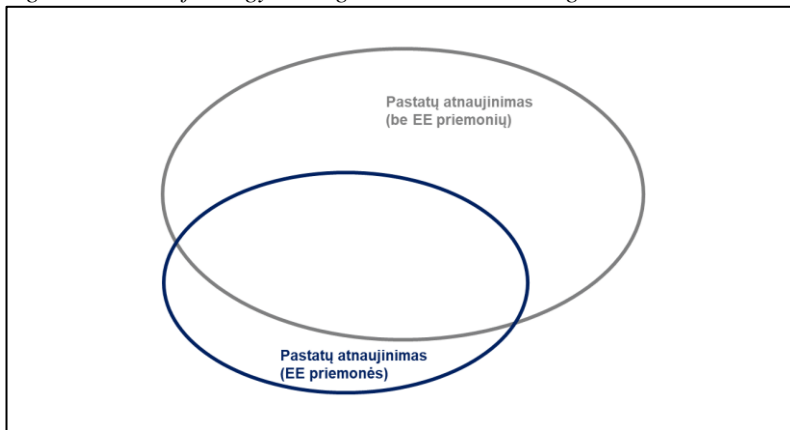 Pastatų atnaujinimas
(be EE priemonių)
Pastatų atnaujinimas
(EE priemonės)